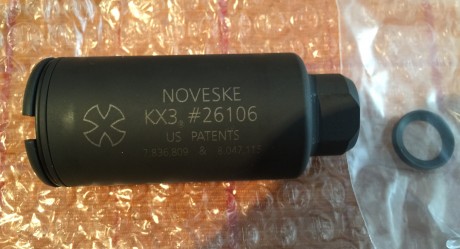 NOVESKE
KX3, #26106
US PATENTS
&